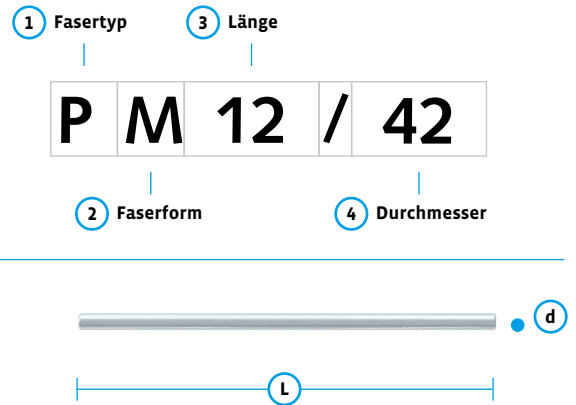 1 Fasertyp 3 Länge
P M 12 / 42
2 Faserform 4 Durchmesser
d
L